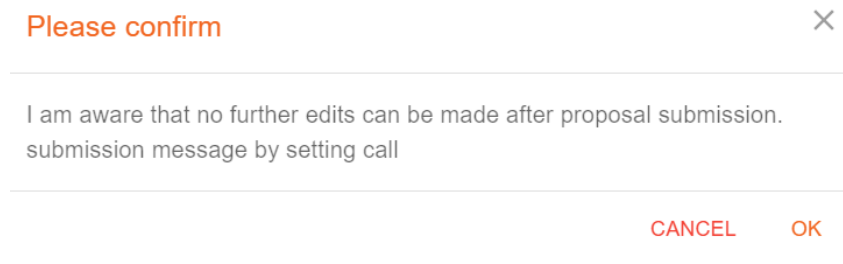 Please confirm
I am aware that no further edits can be made after proposal submission.
submission message by setting call
CANCEL OK